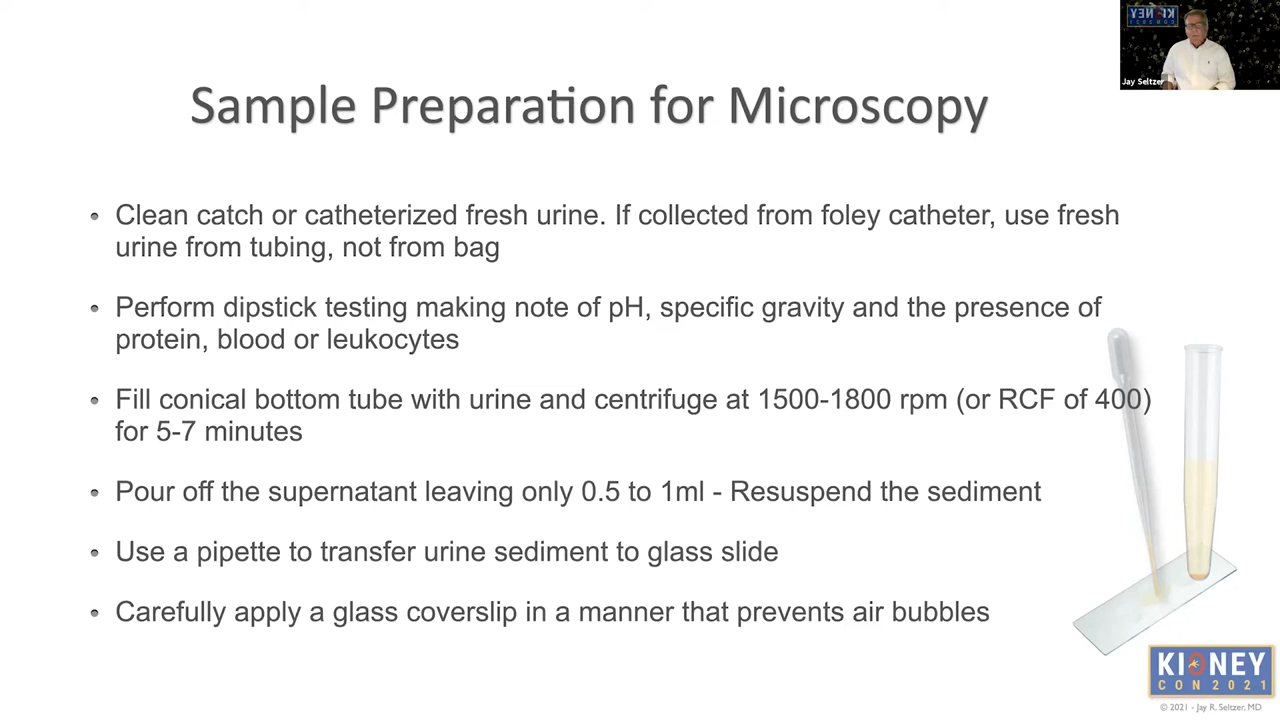 KIDNEY
CON 2021
Jay Seltzer
Sample Preparation for Microscopy
• Clean catch or catheterized fresh urine. If collected from foley catheter, use fresh
urine from tubing, not from bag
• Perform dipstick testing making note of pH, specific gravity and the presence of
protein, blood or leukocytes
• Fill conical bottom tube with urine and centrifuge at 1500-1800 rpm (or RCF of 400)
for 5-7 minutes
• Pour off the supernatant leaving only 0.5 to 1ml - Resuspend the sediment
• Use a pipette to transfer urine sediment to glass slide
• Carefully apply a glass coverslip in a manner that prevents air bubbles
KIDNEY
CON 2021
© 2021 - Jay R. Seltzer, MD